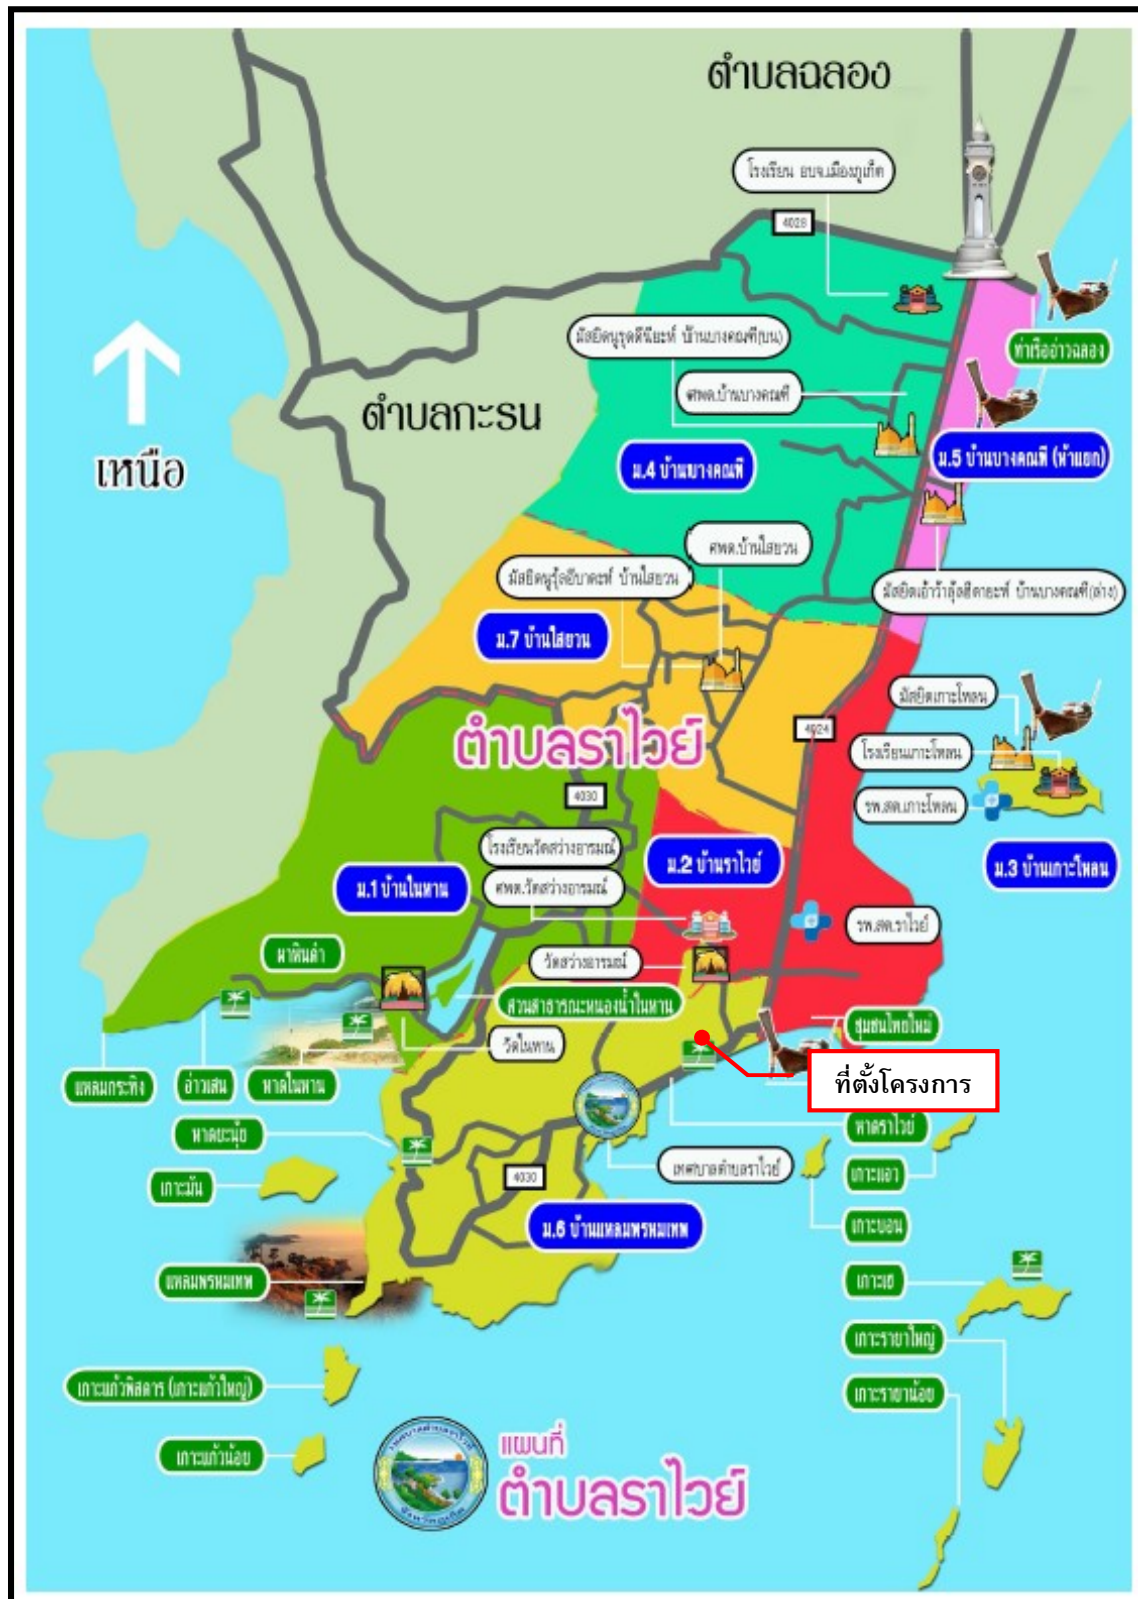 ตำบลฉลอง
โรงเรียน อบจ.เมืองภูเก็ต
4028
ท่าเรืออ่าวฉลอง
มัสยิดนูรุดดีนียะห์ บ้านบางคณฑี(บน)
ศพด.บ้านบางคณฑี
ตำบลกะรน
เหนือ
ม.4 บ้านบางคณฑี
ม.5 บ้านบางคณฑี (ห้าแยก)
ศพด.บ้านใสยวน
มัสยิดนูรุ้ลอีบาดะห์ บ้านใสยวน
มัสยิดเอ้าว้าลุ้ลฮีดายะห์ บ้านบางคณฑี(ล่าง)
ม.7 บ้านใสยวน
มัสยิดเกาะโหลน
ตำบลราไวย์
4024
โรงเรียนเกาะโหลน
4030
รพ.สต.เกาะโหลน
โรงเรียนวัดสว่างอารมณ์
ม.2 บ้านราไวย์
ม.3 บ้านเกาะโหลน
ม.1 บ้านในหาน
ศพด.วัดสว่างอารมณ์
รพ.สต.ราไวย์
ผาหินดำ
วัดสว่างอารมณ์
สวนสาธารณะหนองน้ำในหาน
ชุมชนไทยใหม่
วัดในหาน
แหลมกระทิง
อ่าวเสน
หาดในหาน
ที่ตั้งโครงการ
หาดยะนุ้ย
หาดราไวย์
เทศบาลตำบลราไวย์
เกาะแอว
เกาะมัน
4030
ม.6 บ้านแหลมพรหมเทพ
เกาะบอน
แหลมพรหมเทพ
เกาะเฮ
เกาะรายาใหญ่
เกาะแก้วพิสดาร (เกาะแก้วใหญ่)
เกาะรายาน้อย
เกาะแก้วน้อย
เทศบาลตำบลราไวย์
จังหวัดภูเก็ต
แผนที่
ตำบลราไวย์